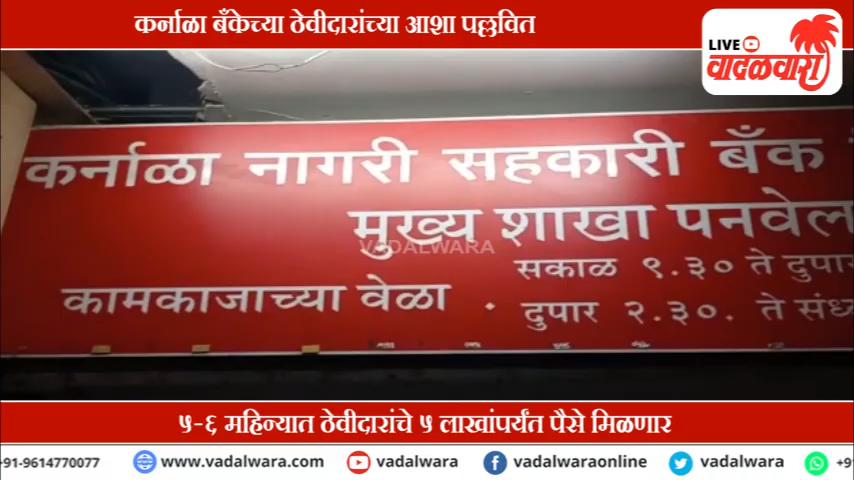 कर्नाळा बँकेच्या ठेवीदारांच्या आशा पल्लवित
LIVE
वादळवारा
कर्नाळा नागरी सहकारी बँक
मुख्य शाखा पनवेल
VADALWARA
सकाळ ९.३० ते दुपार
कामकाजाच्या वेळा
दुपार २.३०. ते संध्य
५-६ महिन्यात ठेवीदारांचे ५ लाखांपर्यंत पैसे मिळणार
+91-9614770077 www.vadalwara.com vadalwara vadalwaraonline vadalwara +9